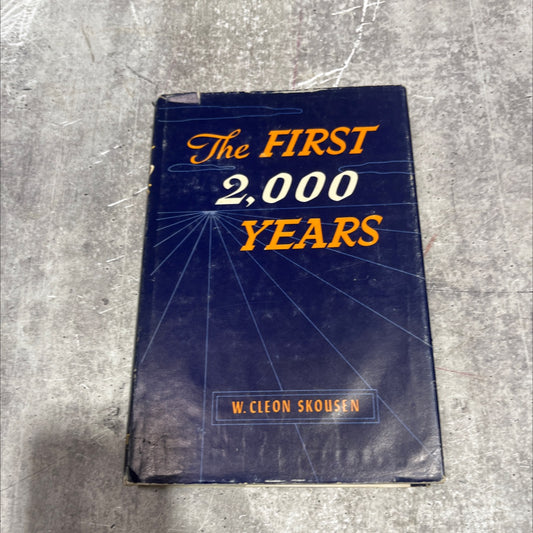 The FIRST
2,000
YEARS
W. CLEON SKOUSEN